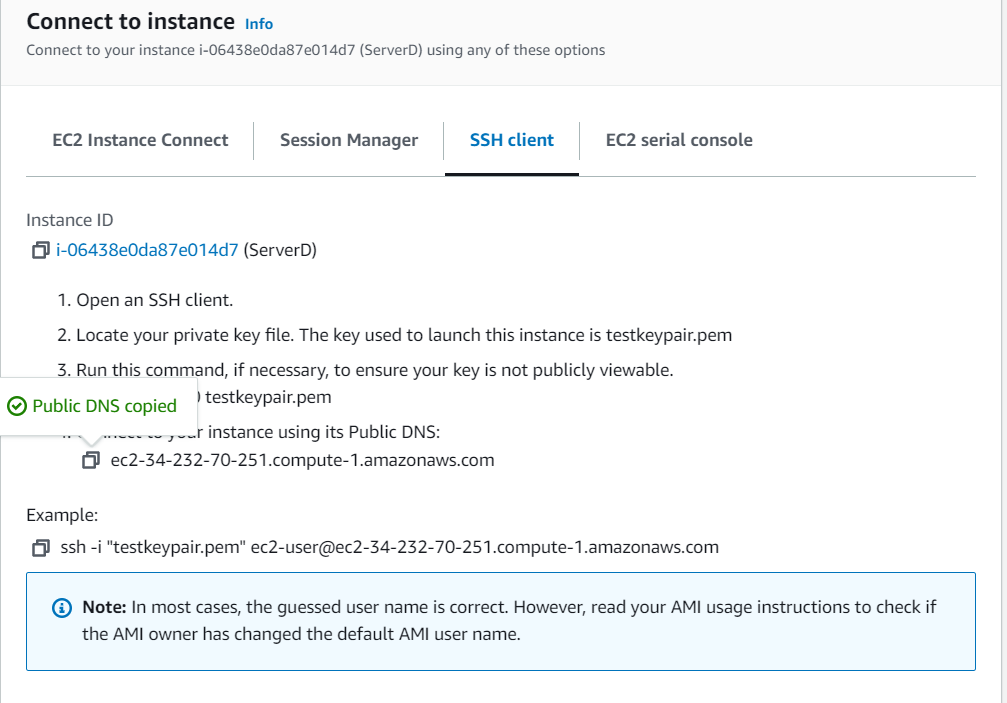 Connect to instance Info
Connect to your instance i-06438e0da87e014d7 (ServerD) using any of these options
EC2 Instance Connect
Session Manager
SSH client
EC2 serial console
Instance ID
i-06438e0da87e014d7 (ServerD)
1. Open an SSH client.
2. Locate your private key file. The key used to launch this instance is testkeypair.pem
3. Run this command, if necessary, to ensure your key is not publicly viewable.
testkeypair.pem
Public DNS copied
your instance using its Public DNS:
ec2-34-232-70-251.compute-1.amazonaws.com
Example:
ssh -i "testkeypair.pem" ec2-user@ec2-34-232-70-251.compute-1.amazonaws.com
Note: In most cases, the guessed user name is correct. However, read your AMI usage instructions to check if
the AMI owner has changed the default AMI user name.